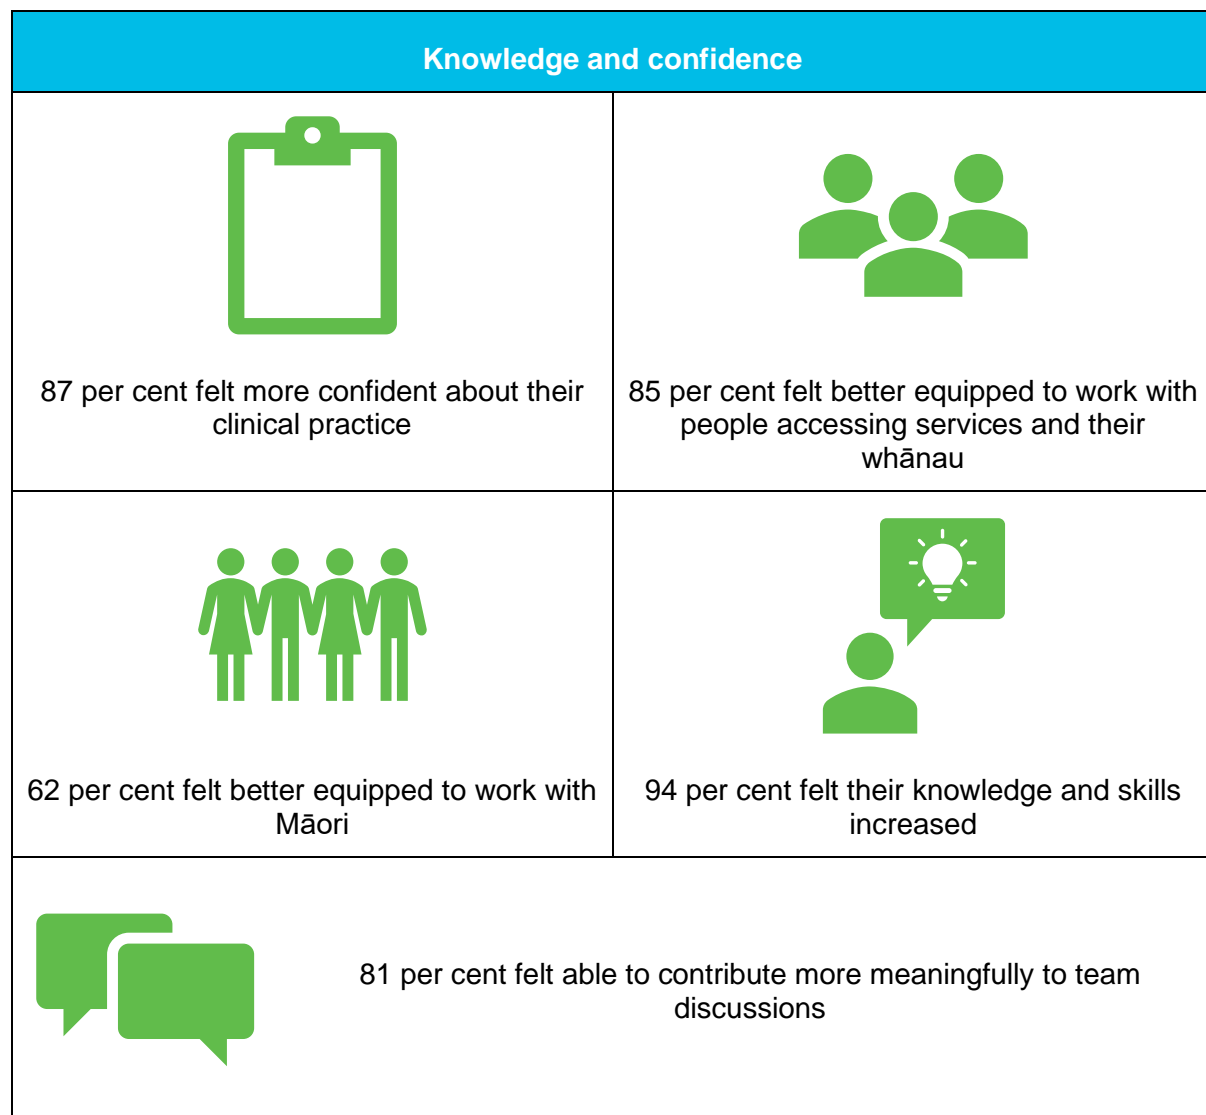 Knowledge and confidence
87 per cent felt more confident about their
clinical practice
85 per cent felt better equipped to work with
people accessing services and their
whānau
62 per cent felt better equipped to work with
Māori
94 per cent felt their knowledge and skills
increased
81 per cent felt able to contribute more meaningfully to team
discussions